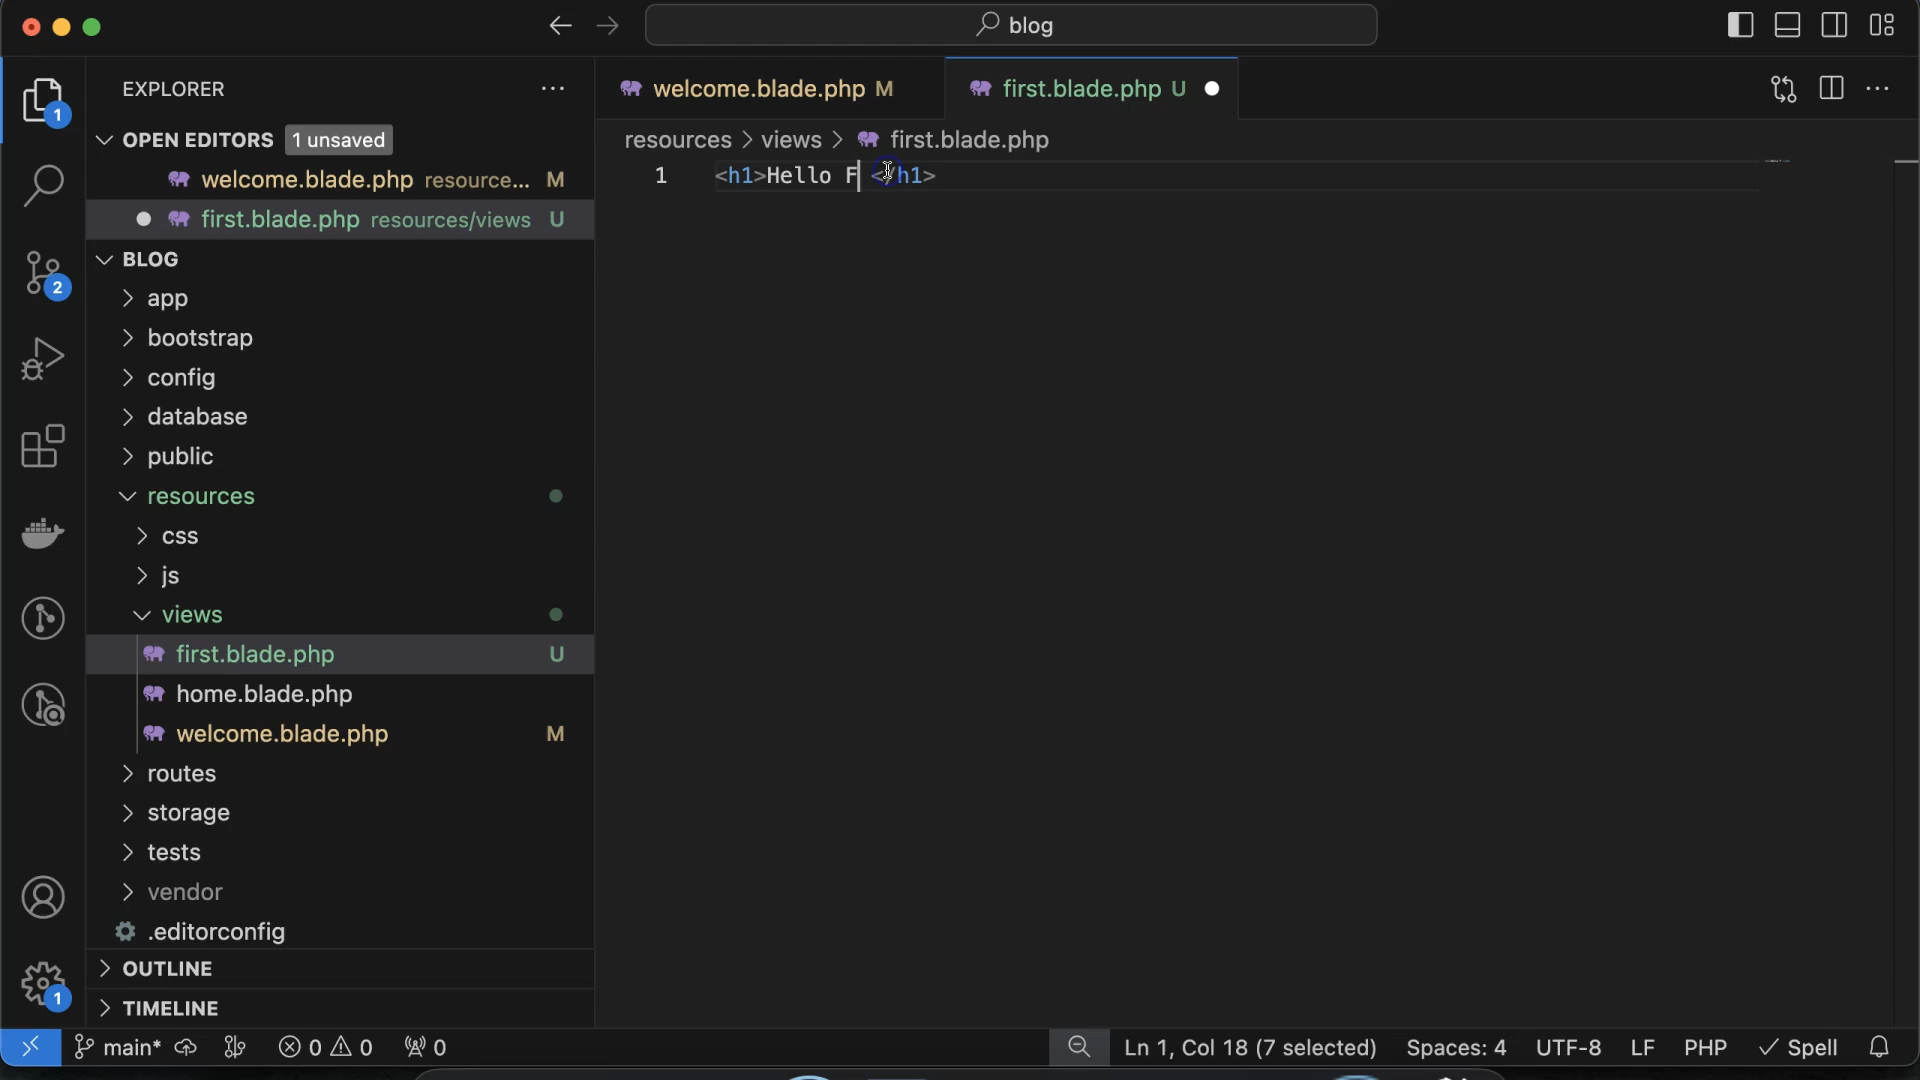 blog
EXPLORER
welcome.blade.php M
first.blade.php U
OPEN EDITORS 1 unsaved
resources > views > first.blade.php
welcome.blade.php resource... M
first.blade.php resources/views U
1 <h1>Hello F </h1>
BLOG
app
bootstrap
config
database
public
resources
css
js
views
first.blade.php U
home.blade.php
welcome.blade.php M
routes
storage
tests
vendor
.editorconfig
OUTLINE
TIMELINE
1
2
1
main* 0 0 0 Ln 1, Col 18 (7 selected) Spaces: 4 UTF-8 LF PHP Spell